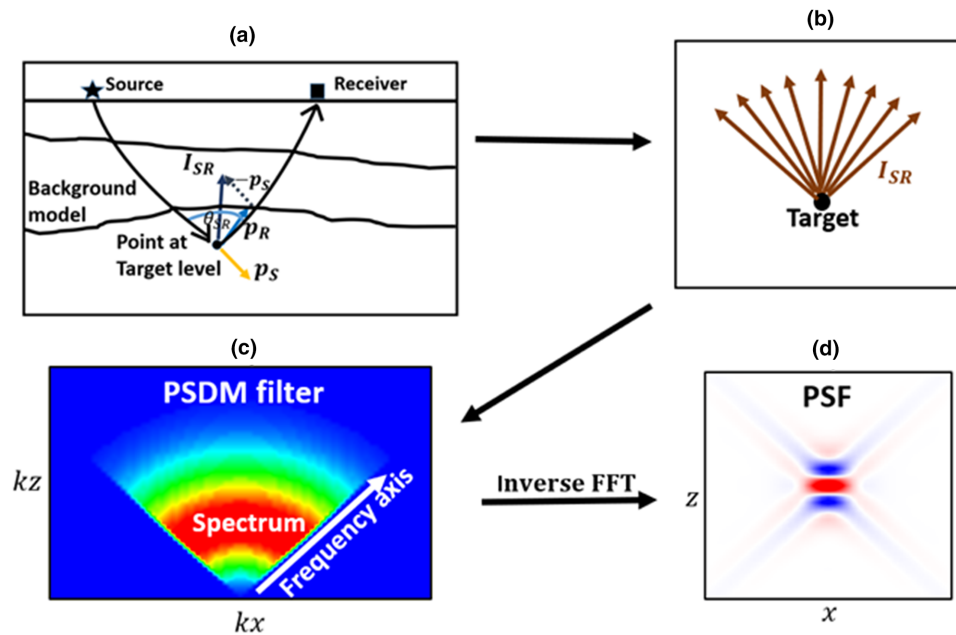 (a)
Source
Receiver
I_SR
−p_S
Background
model
θ_SR
p_R
Point at
Target level
p_S
(b)
I_SR
Target
(c)
PSDM filter
kz
Spectrum
Frequency axis
kx
Inverse FFT
(d)
PSF
z
x